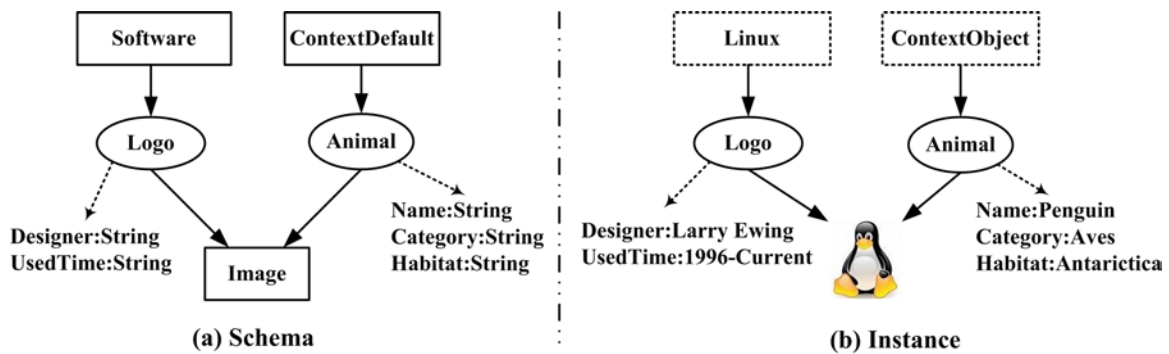 Software
ContextDefault
Logo
Animal
Designer:String
UsedTime:String
Name:String
Category:String
Habitat:String
Image
(a) Schema
Linux
ContextObject
Logo
Animal
Designer:Larry Ewing
UsedTime:1996-Current
Name:Penguin
Category:Aves
Habitat:Antarictica
(b) Instance